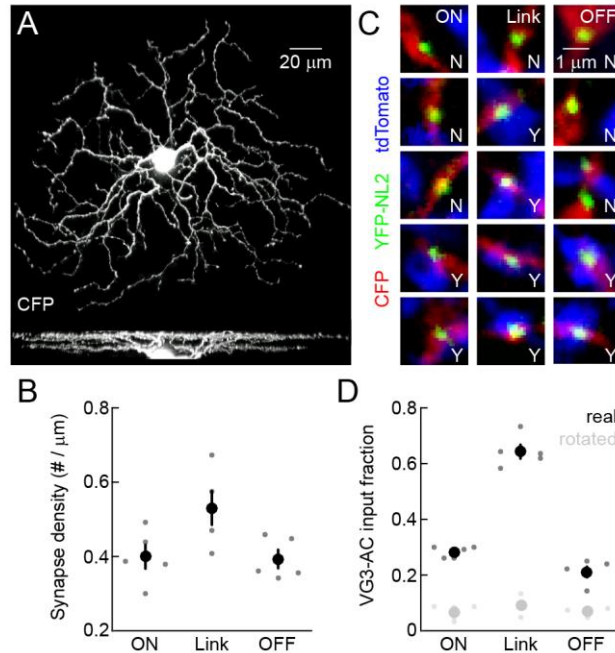 A
20 μm
CFP
C
ON Link OFF
1 μm
N N N
N Y N
N Y N
Y Y Y
Y Y Y
CFP YFP-NL2 tdTomato
B
Synapse density (# / μm)
0.8
0.6
0.4
0.2
ON Link OFF
D
VG3-AC input fraction
0.8
0.6
0.4
0.2
0
real
rotated
ON Link OFF